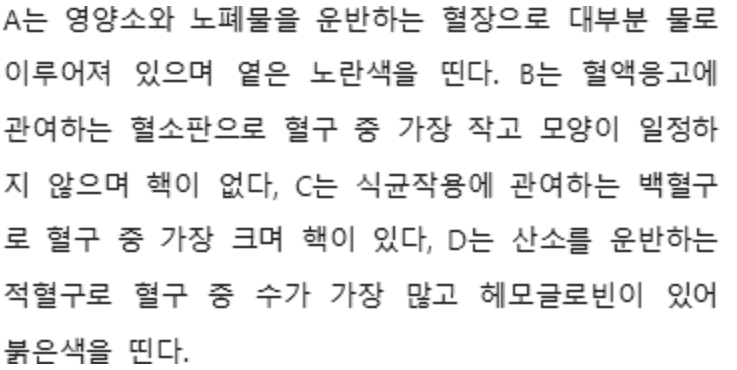 A는 영양소와 노폐물을 운반하는 혈장으로 대부분 물로
이루어져 있으며 옅은 노란색을 띤다. B는 혈액응고에
관여하는 혈소판으로 혈구 중 가장 작고 모양이 일정하
지 않으며 핵이 없다, C는 식균작용에 관여하는 백혈구
로 혈구 중 가장 크며 핵이 있다, D는 산소를 운반하는
적혈구로 혈구 중 수가 가장 많고 헤모글로빈이 있어
붉은색을 띤다.